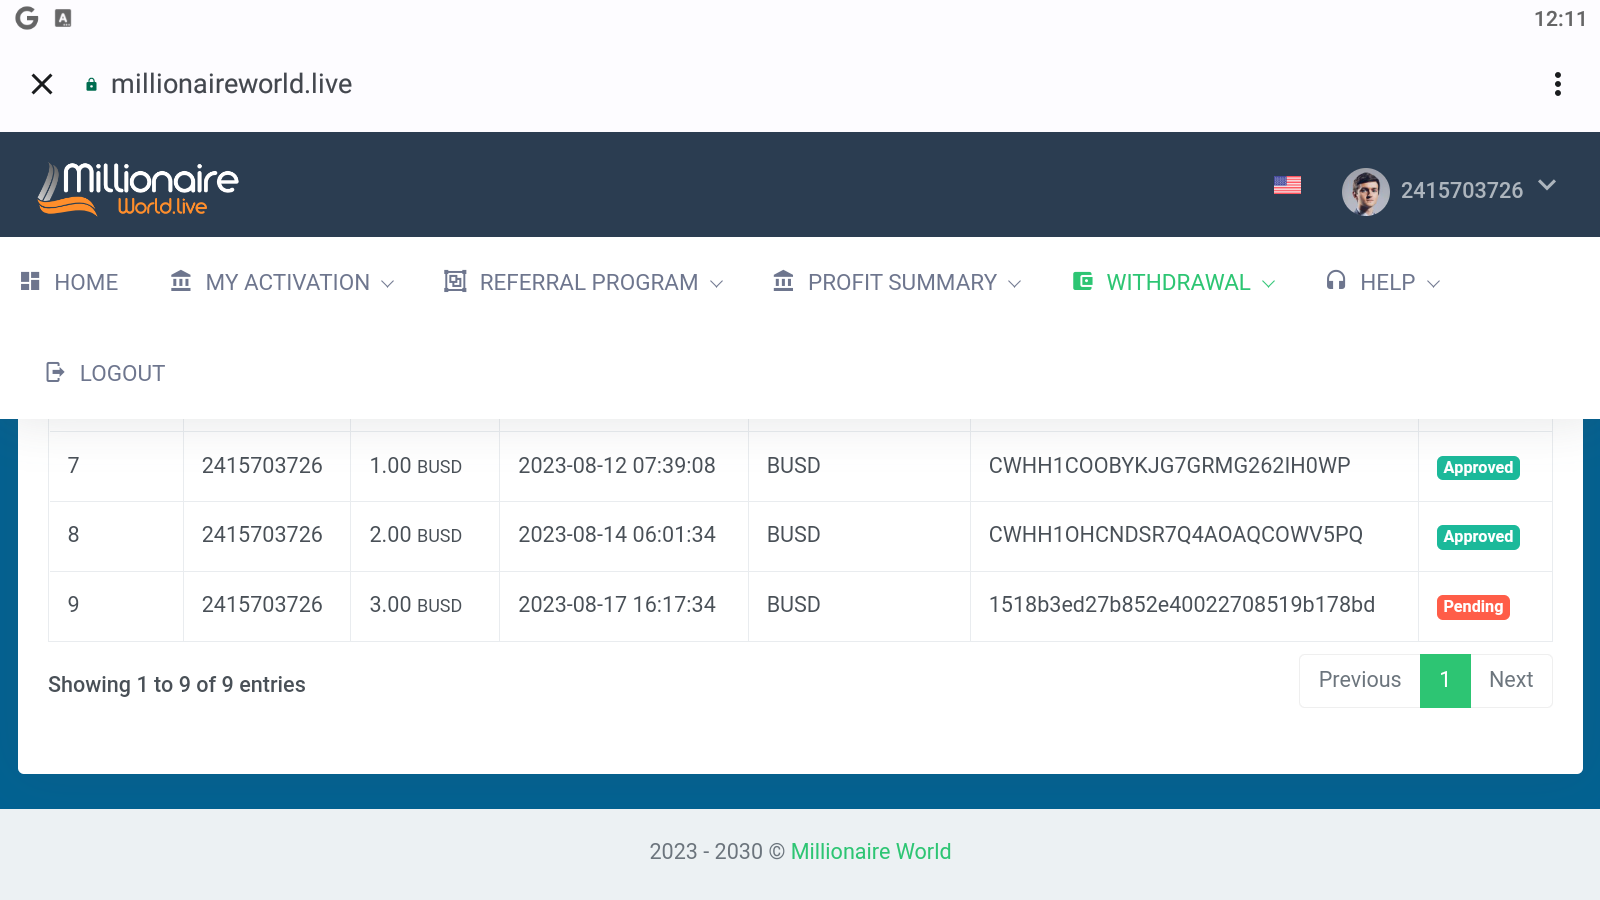 12:11
millionaireworld.live
Millionaire
World.live
2415703726
HOME MY ACTIVATION REFERRAL PROGRAM PROFIT SUMMARY WITHDRAWAL HELP
LOGOUT
7 2415703726 1.00 BUSD 2023-08-12 07:39:08 BUSD CWHH1COOBYKJG7GRMG262IH0WP Approved
8 2415703726 2.00 BUSD 2023-08-14 06:01:34 BUSD CWHH1OHCNDSR7Q4AOAQCOWV5PQ Approved
9 2415703726 3.00 BUSD 2023-08-17 16:17:34 BUSD 1518b3ed27b852e40022708519b178bd Pending
Showing 1 to 9 of 9 entries
Previous 1 Next
2023 - 2030 © Millionaire World